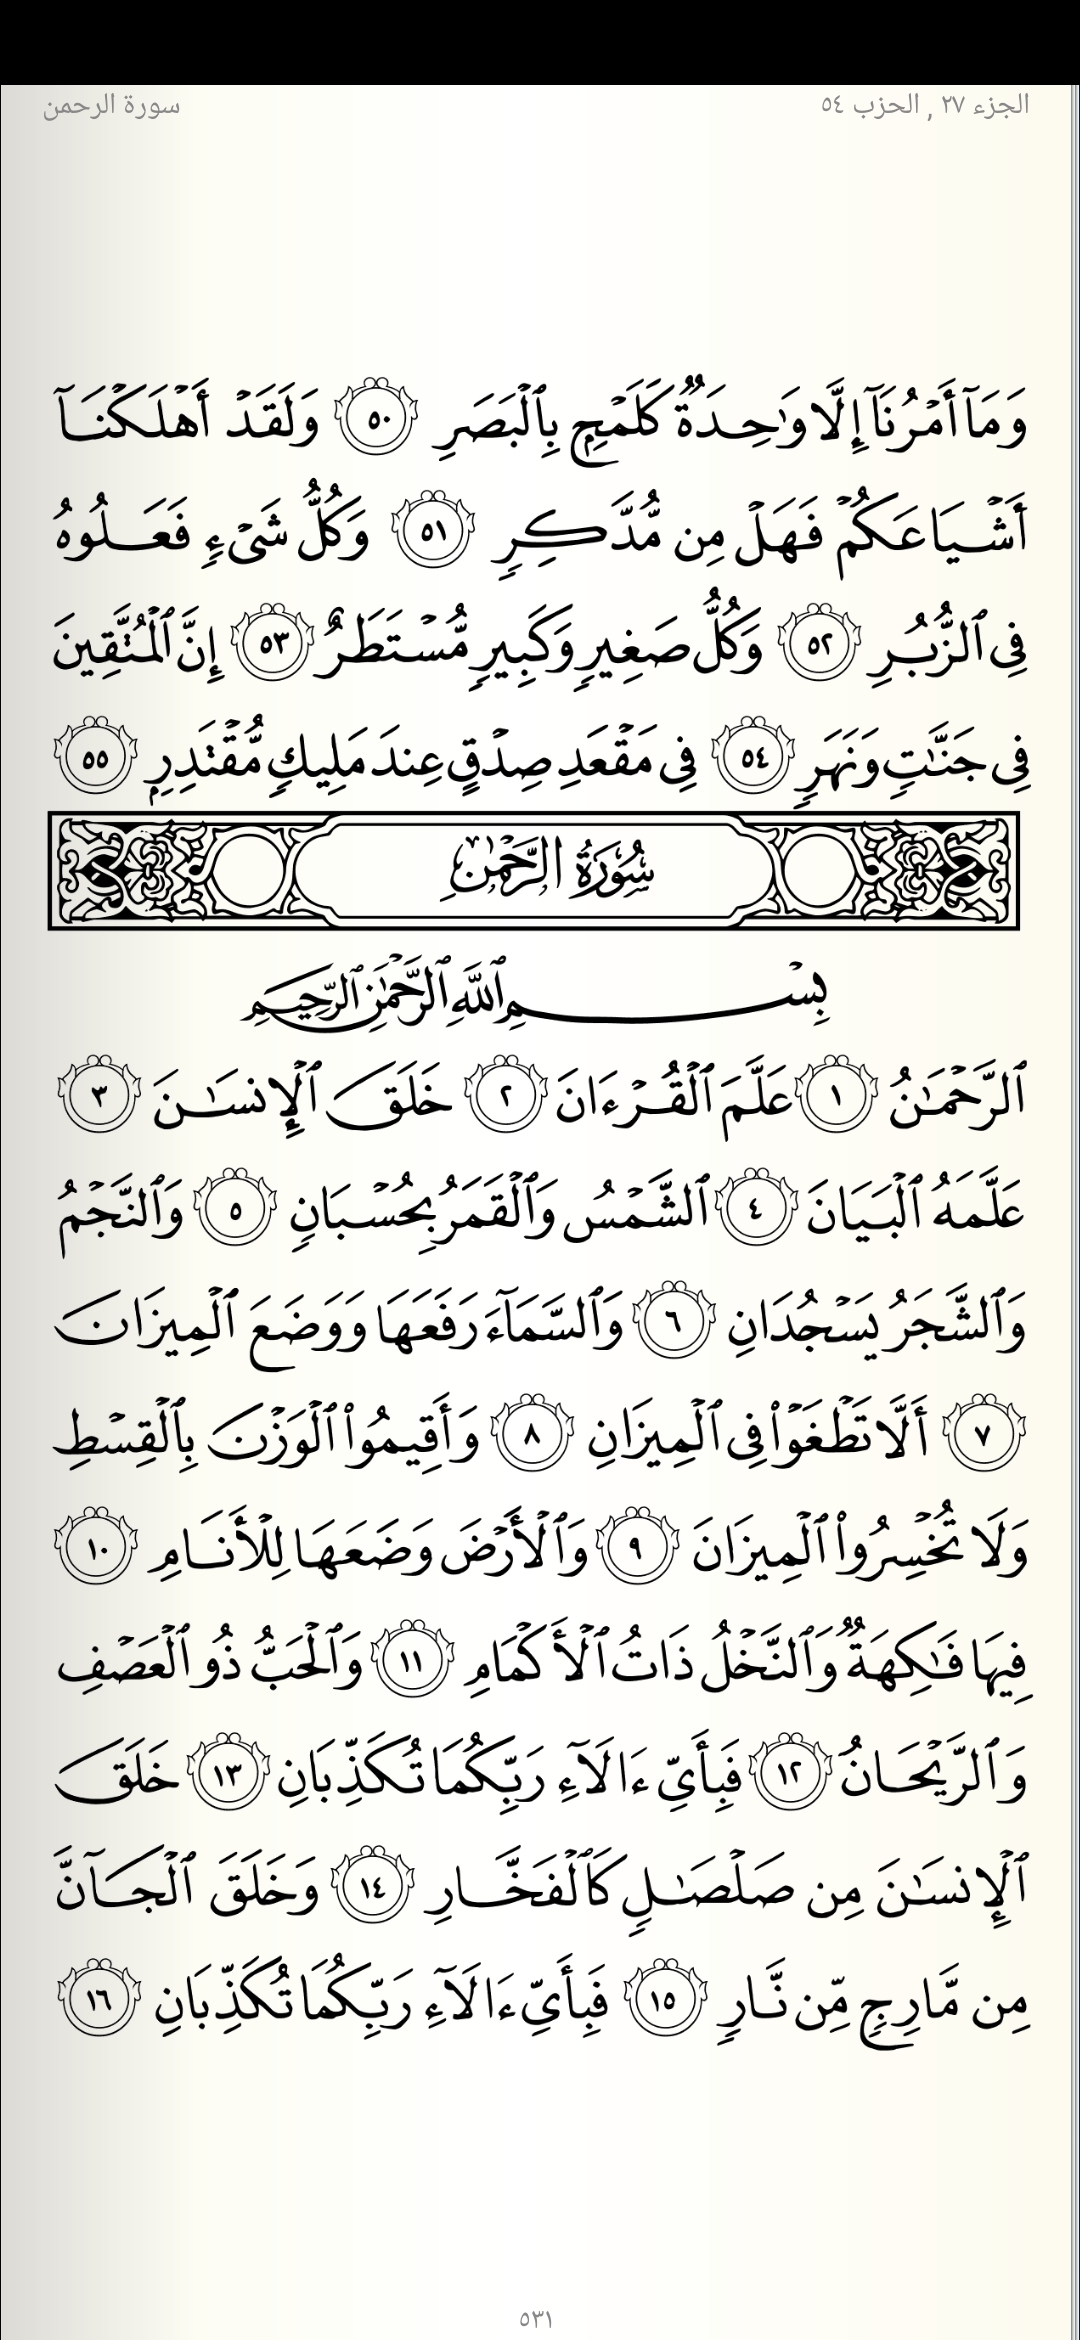 الجزء ٢٧ , الحزب ٥٤
سورة الرحمن
وَمَآ أَمۡرُنَآ إِلَّا وَٰحِدَةٞ كَلَمۡحِۭ بِٱلۡبَصَرِ ٥٠ وَلَقَدۡ أَهۡلَكۡنَآ
أَشۡيَاعَكُمۡ فَهَلۡ مِن مُّدَّكِرٖ ٥١ وَكُلُّ شَيۡءٖ فَعَلُوهُ
فِي ٱلزُّبُرِ ٥٢ وَكُلُّ صَغِيرٖ وَكَبِيرٖ مُّسۡتَطَرٌ ٥٣ إِنَّ ٱلۡمُتَّقِينَ
فِي جَنَّٰتٖ وَنَهَرٖ ٥٤ فِي مَقۡعَدِ صِدۡقٍ عِندَ مَلِيكٖ مُّقۡتَدِرِۭ ٥٥
سُورَةُ الرَّحۡمَٰنِ
بِسۡمِ ٱللَّهِ ٱلرَّحۡمَٰنِ ٱلرَّحِيمِ
ٱلرَّحۡمَٰنُ ١ عَلَّمَ ٱلۡقُرۡءَانَ ٢ خَلَقَ ٱلۡإِنسَٰنَ ٣
عَلَّمَهُ ٱلۡبَيَانَ ٤ ٱلشَّمۡسُ وَٱلۡقَمَرُ بِحُسۡبَانٖ ٥ وَٱلنَّجۡمُ
وَٱلشَّجَرُ يَسۡجُدَانِ ٦ وَٱلسَّمَآءَ رَفَعَهَا وَوَضَعَ ٱلۡمِيزَانَ
٧ أَلَّا تَطۡغَوۡاْ فِي ٱلۡمِيزَانِ ٨ وَأَقِيمُواْ ٱلۡوَزۡنَ بِٱلۡقِسۡطِ
وَلَا تُخۡسِرُواْ ٱلۡمِيزَانَ ٩ وَٱلۡأَرۡضَ وَضَعَهَا لِلۡأَنَامِ ١٠
فِيهَا فَٰكِهَةٞ وَٱلنَّخۡلُ ذَاتُ ٱلۡأَكۡمَامِ ١١ وَٱلۡحَبُّ ذُو ٱلۡعَصۡفِ
وَٱلرَّيۡحَانُ ١٢ فَبِأَيِّ ءَالَآءِ رَبِّكُمَا تُكَذِّبَانِ ١٣ خَلَقَ
ٱلۡإِنسَٰنَ مِن صَلۡصَٰلٖ كَٱلۡفَخَّارِ ١٤ وَخَلَقَ ٱلۡجَآنَّ
مِن مَّارِجٖ مِّن نَّارٖ ١٥ فَبِأَيِّ ءَالَآءِ رَبِّكُمَا تُكَذِّبَانِ ١٦
٥٣١